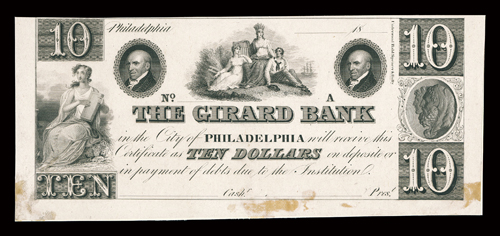 10 Philadelphia 18 10
No A
THE GIRARD BANK
in the City of PHILADELPHIA will receive this
Certificate as TEN DOLLARS on deposite or
in payment of debts due to the Institution.
TEN Cash.r Pres.t 10